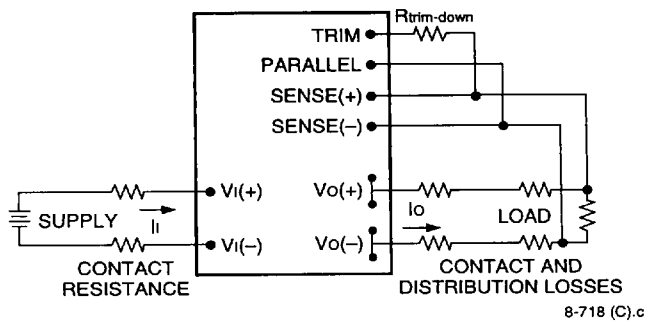 Rtrim-down
TRIM
PARALLEL
SENSE(+)
SENSE(–)
VI(+)
VO(+)
SUPPLY
II
IO
LOAD
VI(–)
VO(–)
CONTACT
RESISTANCE
CONTACT AND
DISTRIBUTION LOSSES
8-718 (C).c